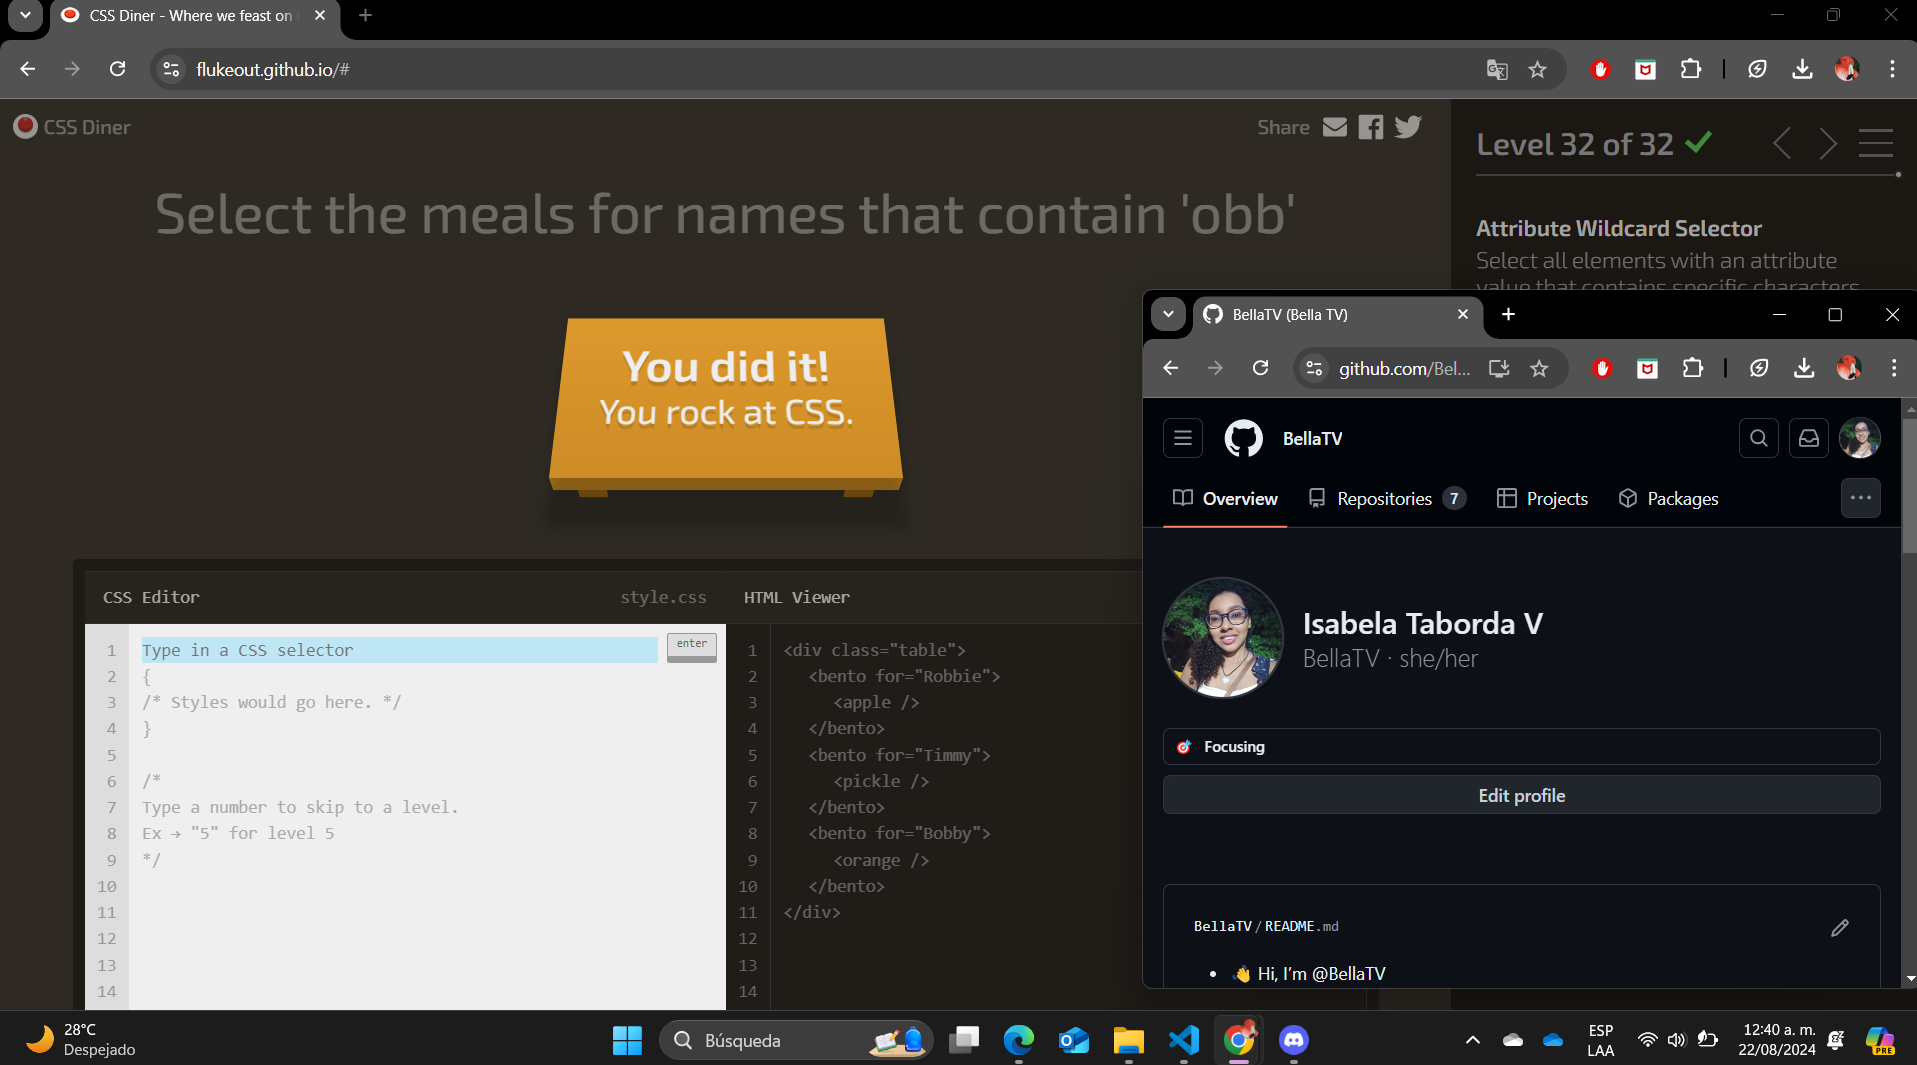 CSS Diner - Where we feast on
flukeout.github.io/#
CSS Diner
Share
Level 32 of 32
Select the meals for names that contain 'obb'
Attribute Wildcard Selector
Select all elements with an attribute
value that contains specific characters
You did it!
You rock at CSS.
CSS Editor
style.css
HTML Viewer
1
Type in a CSS selector
enter
2
{
3
/* Styles would go here. */
4
}
5
6
/*
7
Type a number to skip to a level.
8
Ex → "5" for level 5
9
*/
10
11
12
13
14
1
<div class="table">
2
<bento for="Robbie">
3
<apple />
4
</bento>
5
<bento for="Timmy">
6
<pickle />
7
</bento>
8
<bento for="Bobby">
9
<orange />
10
</bento>
11
</div>
12
13
14
BellaTV (Bella TV)
github.com/Bel...
BellaTV
Overview
Repositories 7
Projects
Packages
Isabela Taborda V
BellaTV · she/her
Focusing
Edit profile
BellaTV/README.md
• 👋 Hi, I'm @BellaTV
28°C
Despejado
Búsqueda
ESP
LAA
12:40 a. m.
22/08/2024
PRE